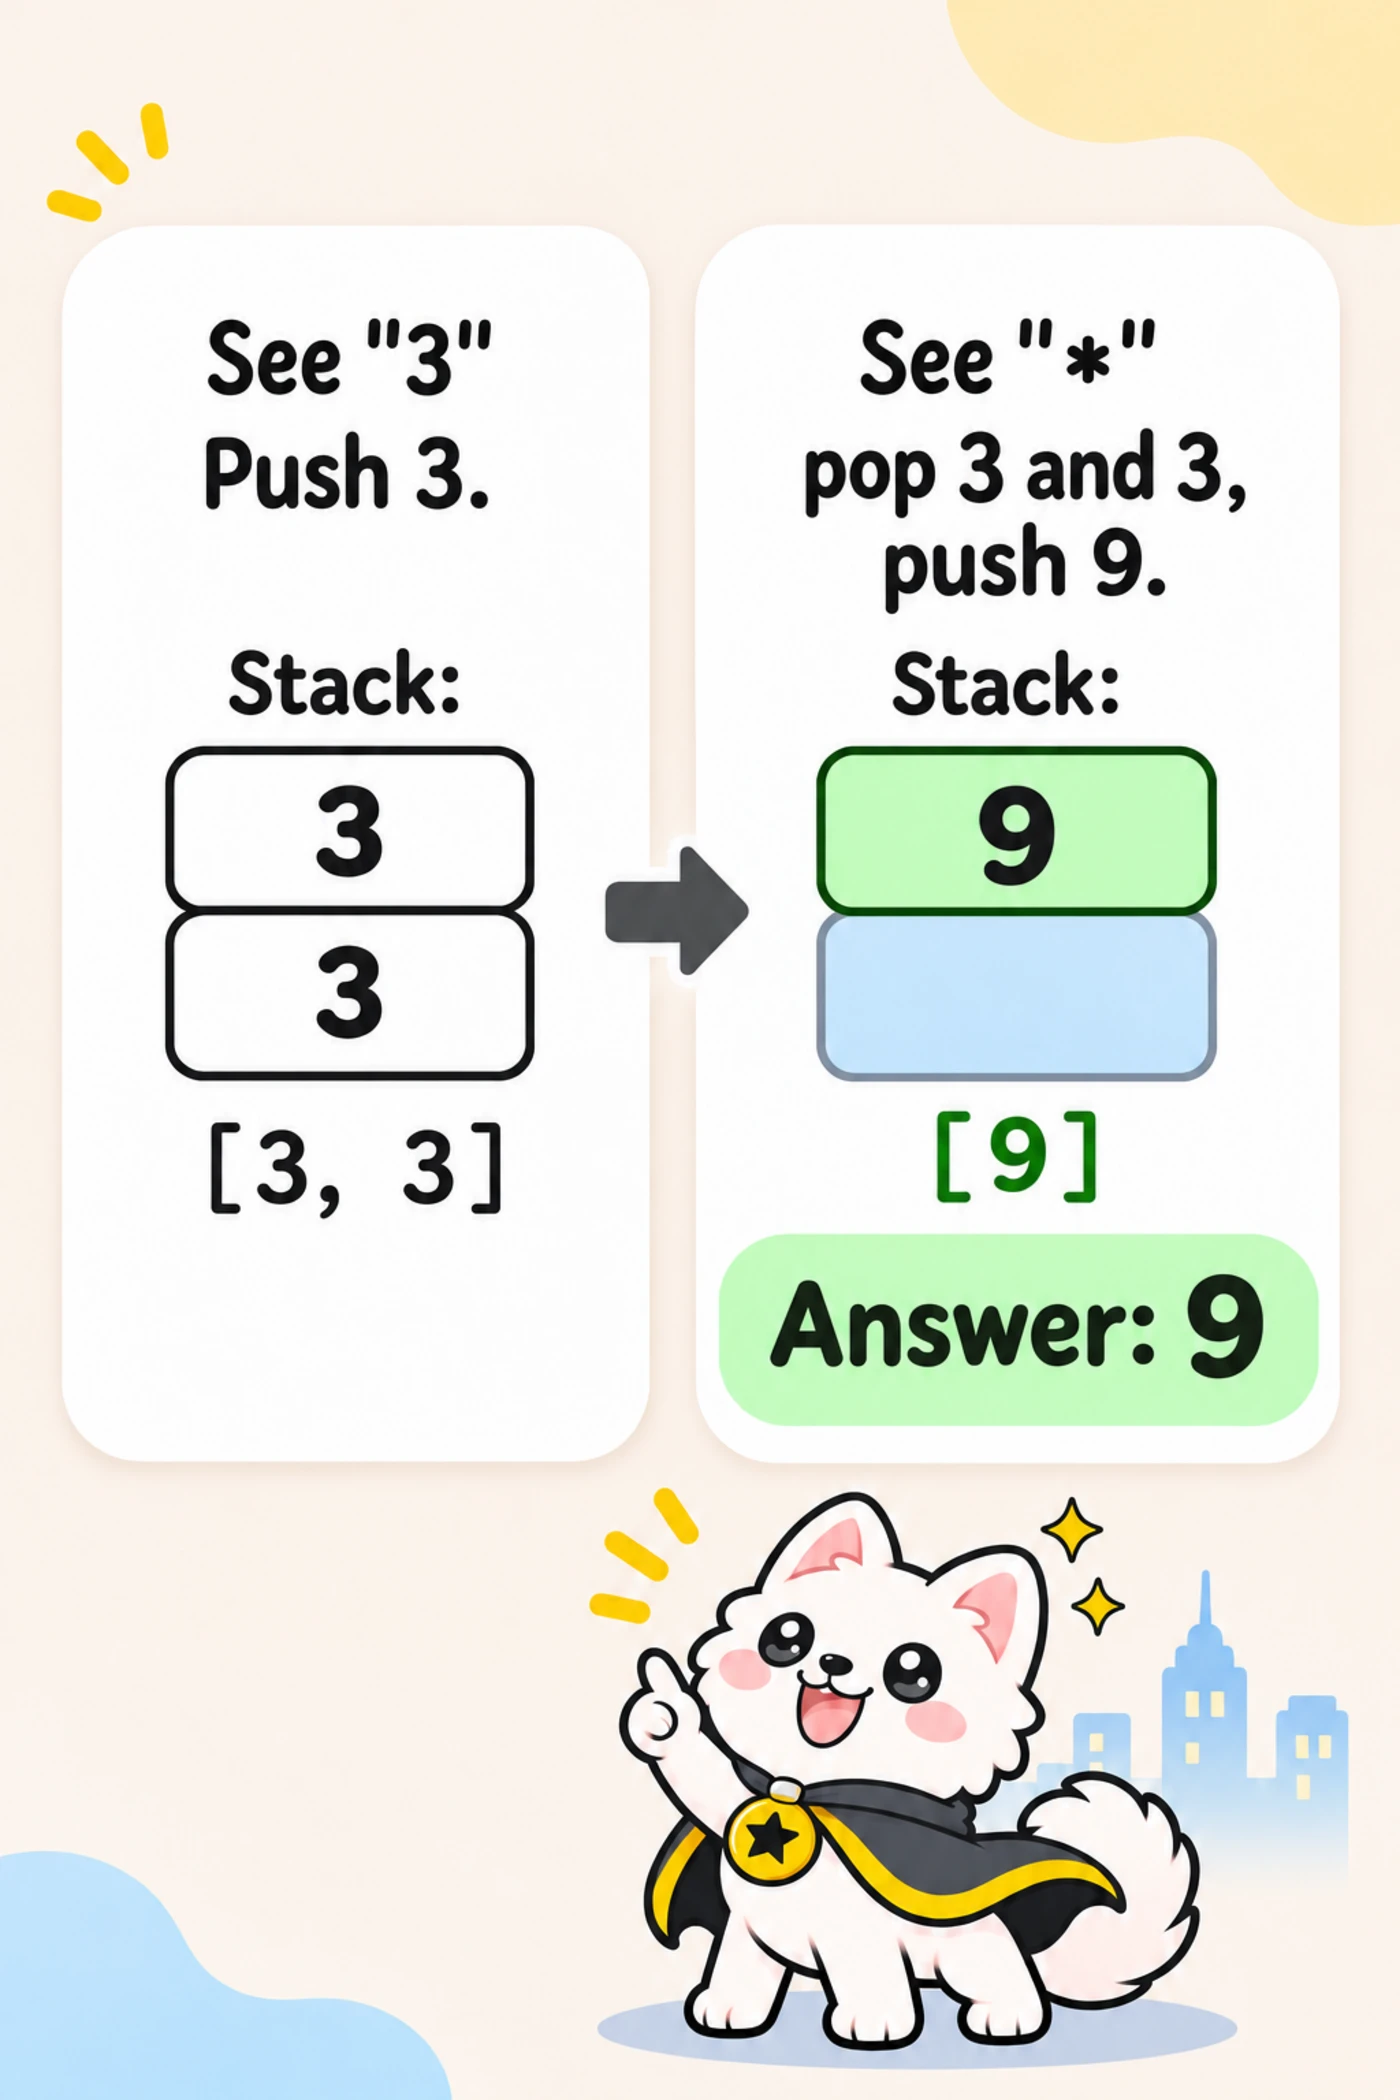 See "3"
Push 3.
Stack:
3
3
[3, 3]
See "*"
pop 3 and 3,
push 9.
Stack:
9
[9]
Answer: 9